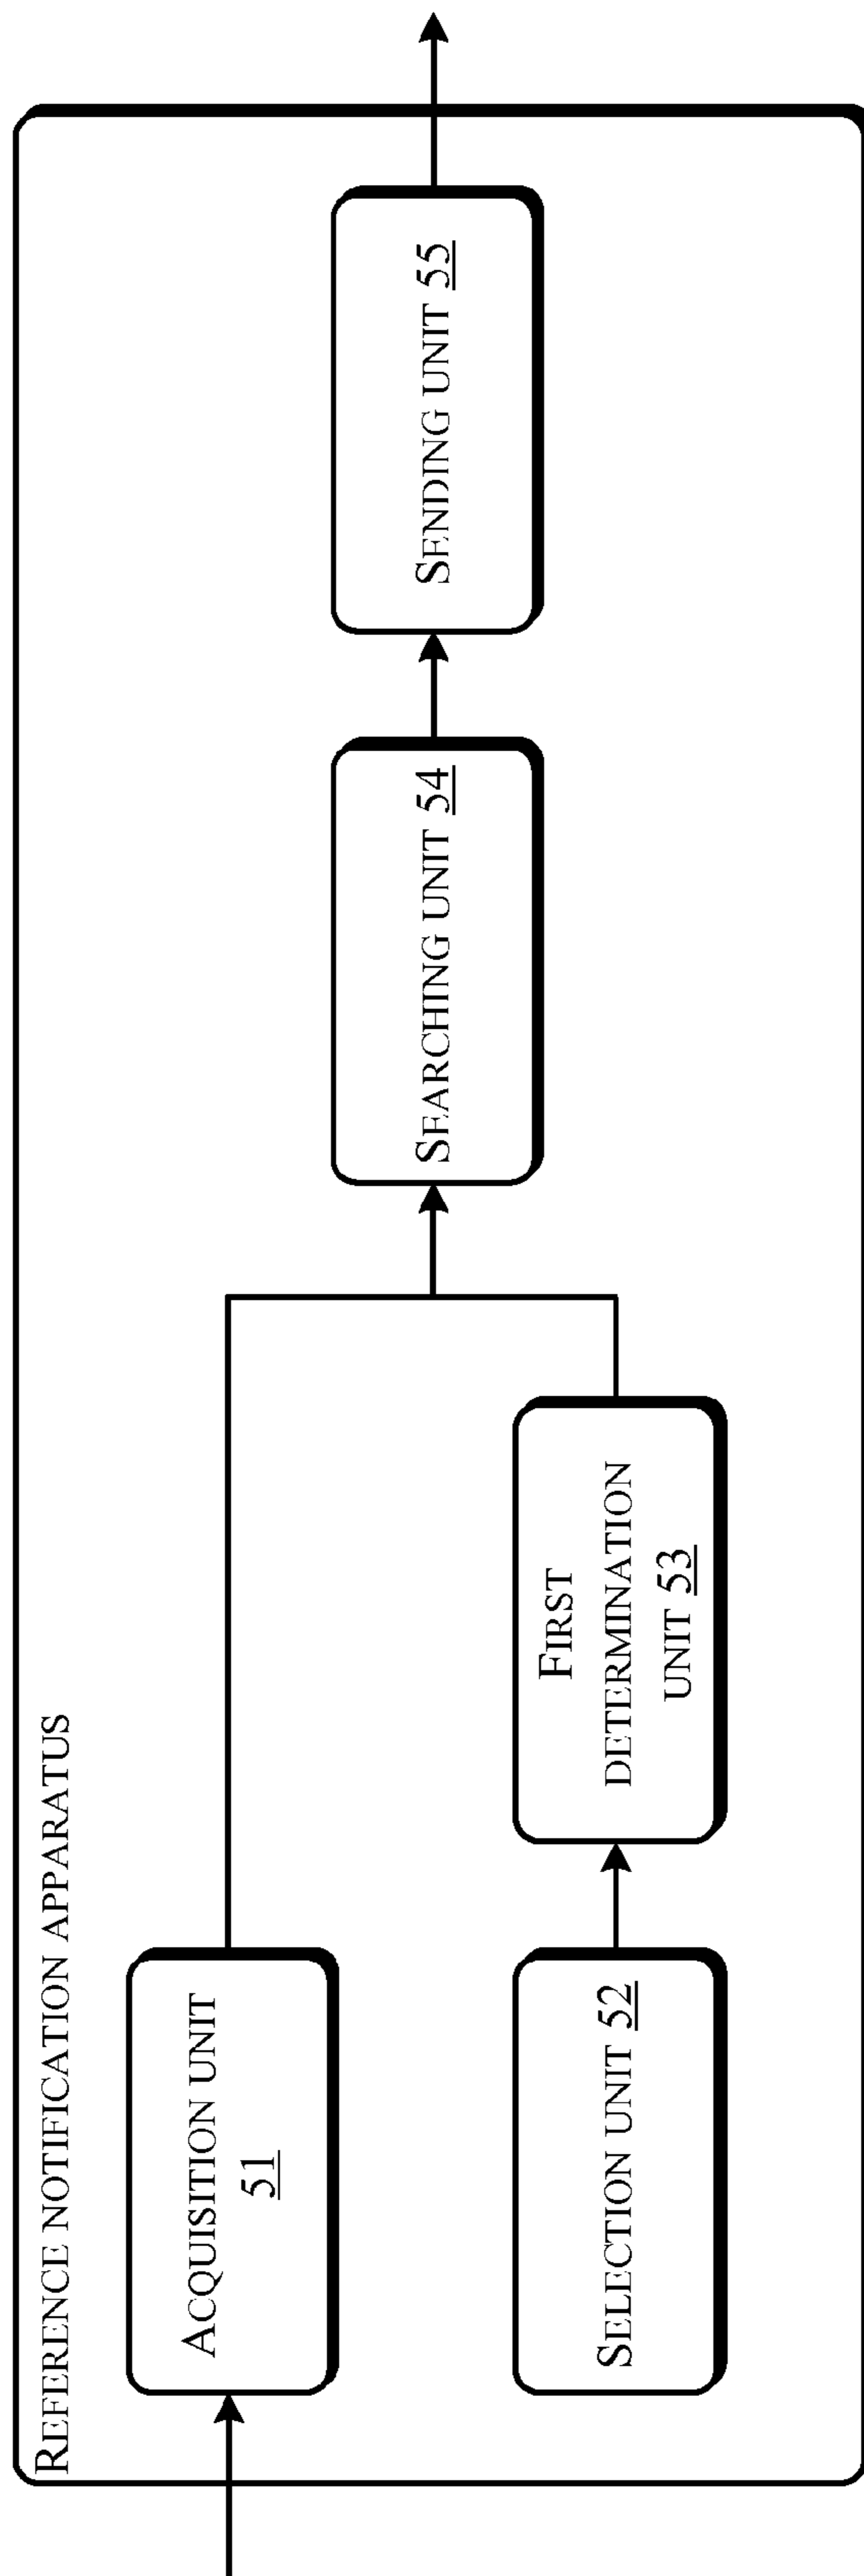 REFERENCE NOTIFICATION APPARATUS
ACQUISITION UNIT
51
SELECTION UNIT 52
FIRST
DETERMINATION
UNIT 53
SEARCHING UNIT 54
SENDING UNIT 55